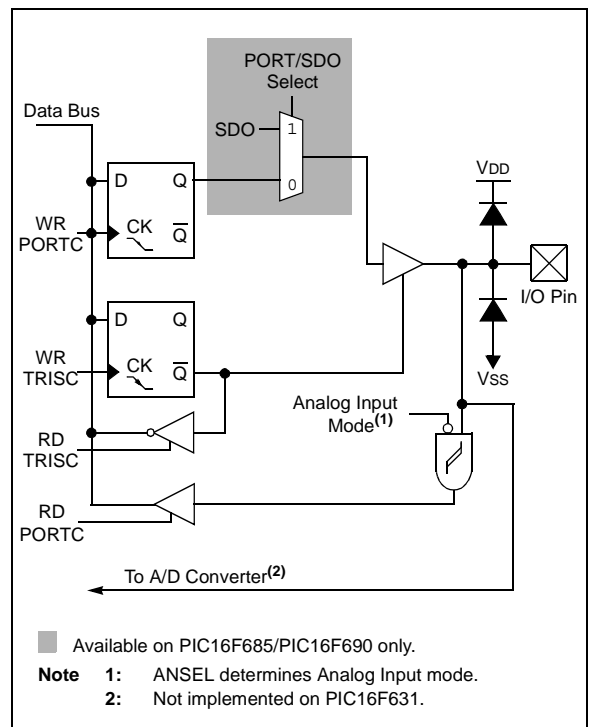 PORT/SDO
Select
Data Bus
SDO
1
0
VDD
D Q
WR
PORTC
CK Q
I/O Pin
D Q
WR
TRISC
CK Q
VSS
Analog Input
Mode(1)
RD
TRISC
RD
PORTC
To A/D Converter(2)
Available on PIC16F685/PIC16F690 only.
Note 1: ANSEL determines Analog Input mode.
2: Not implemented on PIC16F631.